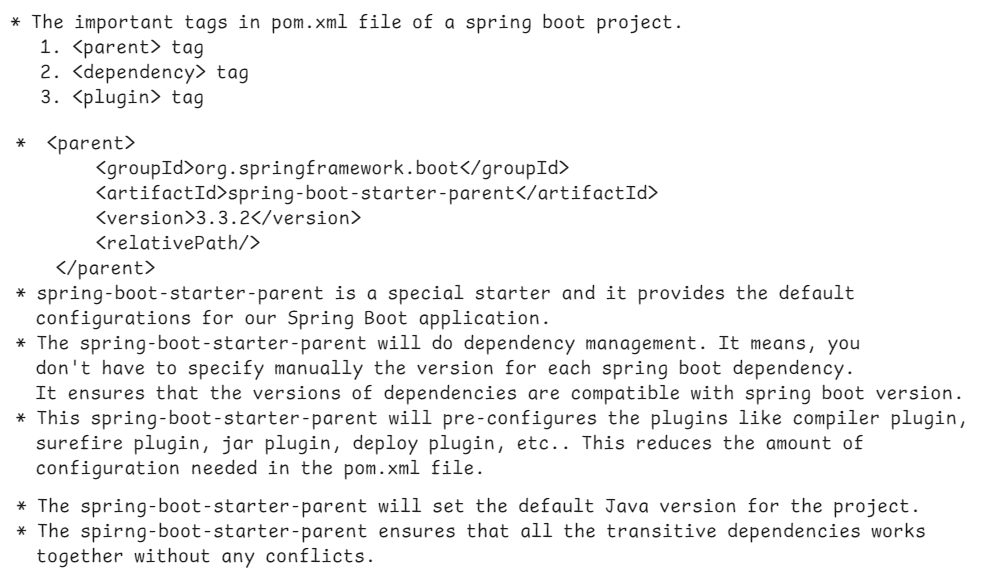 * The important tags in pom.xml file of a spring boot project.
1. <parent> tag
2. <dependency> tag
3. <plugin> tag
* <parent>
<groupId>org.springframework.boot</groupId>
<artifactId>spring-boot-starter-parent</artifactId>
<version>3.3.2</version>
<relativePath/>
</parent>
* spring-boot-starter-parent is a special starter and it provides the default
configurations for our Spring Boot application.
* The spring-boot-starter-parent will do dependency management. It means, you
don't have to specify manually the version for each spring boot dependency.
It ensures that the versions of dependencies are compatible with spring boot version.
* This spring-boot-starter-parent will pre-configures the plugins like compiler plugin,
surefire plugin, jar plugin, deploy plugin, etc.. This reduces the amount of
configuration needed in the pom.xml file.
* The spring-boot-starter-parent will set the default Java version for the project.
* The spirng-boot-starter-parent ensures that all the transitive dependencies works
together without any conflicts.